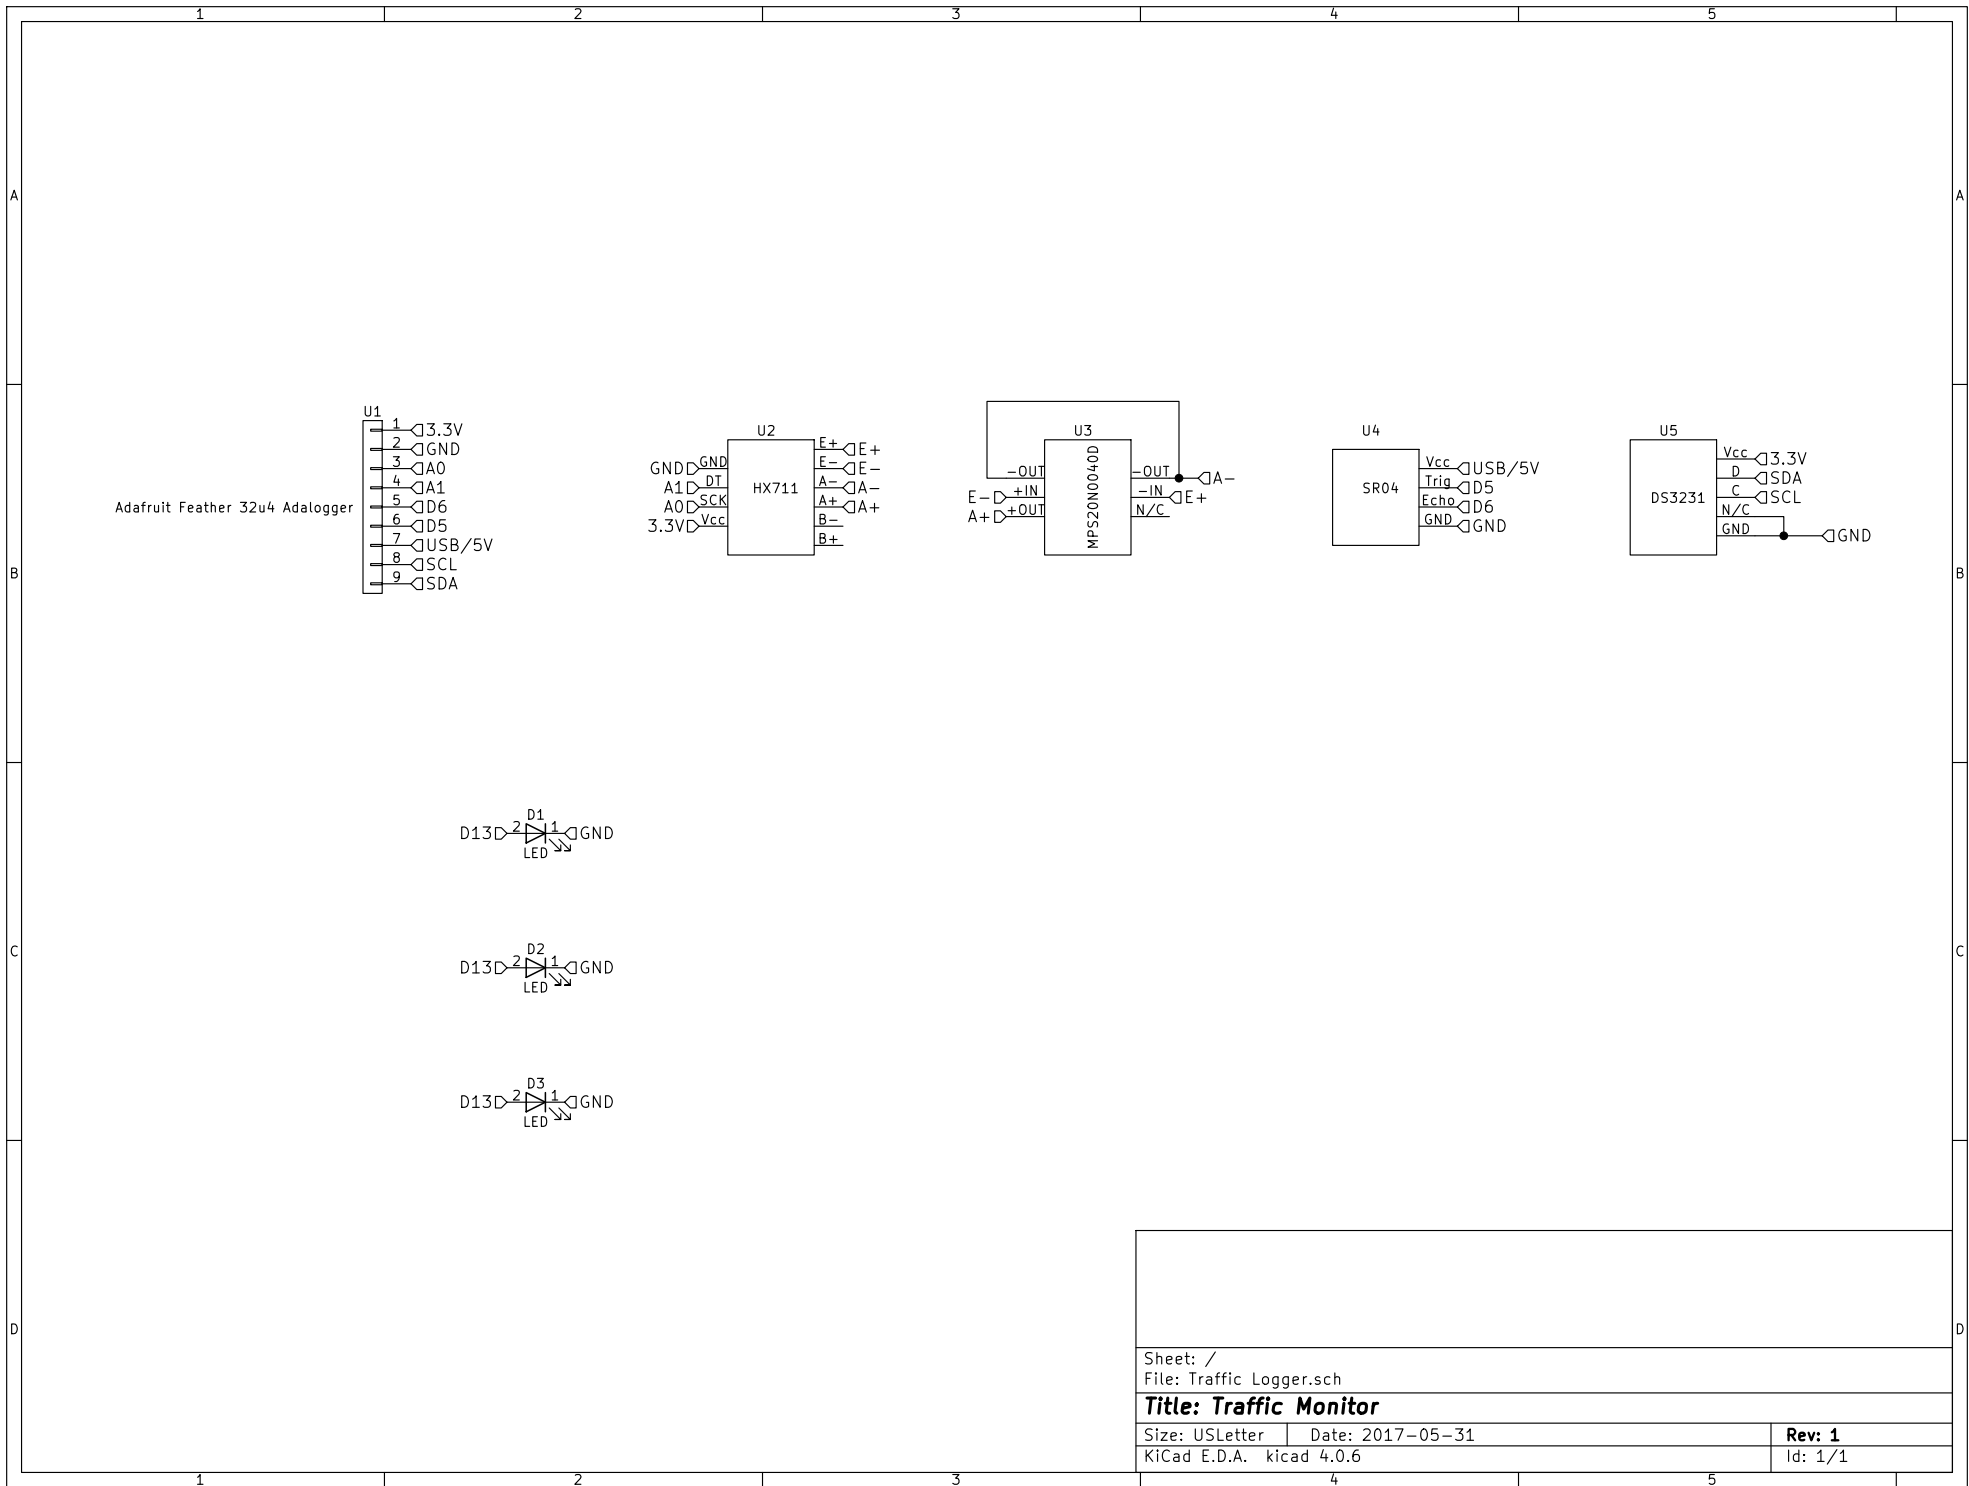 1 2 3 4 5
A A
B B
C C
D D
U1
Adafruit Feather 32u4 Adalogger
1 3.3V
2 GND
3 A0
4 A1
5 D6
6 D5
7 USB/5V
8 SCL
9 SDA
U2
HX711
GND GND
A1 DT
A0 SCK
3.3V Vcc
E+ E+
E- E-
A- A-
A+ A+
B-
B+
U3
MPS20N0040D
-OUT
E- +IN
A+ +OUT
-OUT A-
-IN E+
N/C
U4
SR04
Vcc USB/5V
Trig D5
Echo D6
GND GND
U5
DS3231
Vcc 3.3V
D SDA
C SCL
N/C
GND GND
D1
D13 2 1 GND
LED
D2
D13 2 1 GND
LED
D3
D13 2 1 GND
LED
Sheet: /
File: Traffic Logger.sch
Title: Traffic Monitor
Size: USLetter Date: 2017-05-31 Rev: 1
KiCad E.D.A. kicad 4.0.6 Id: 1/1
1 2 3 4 5